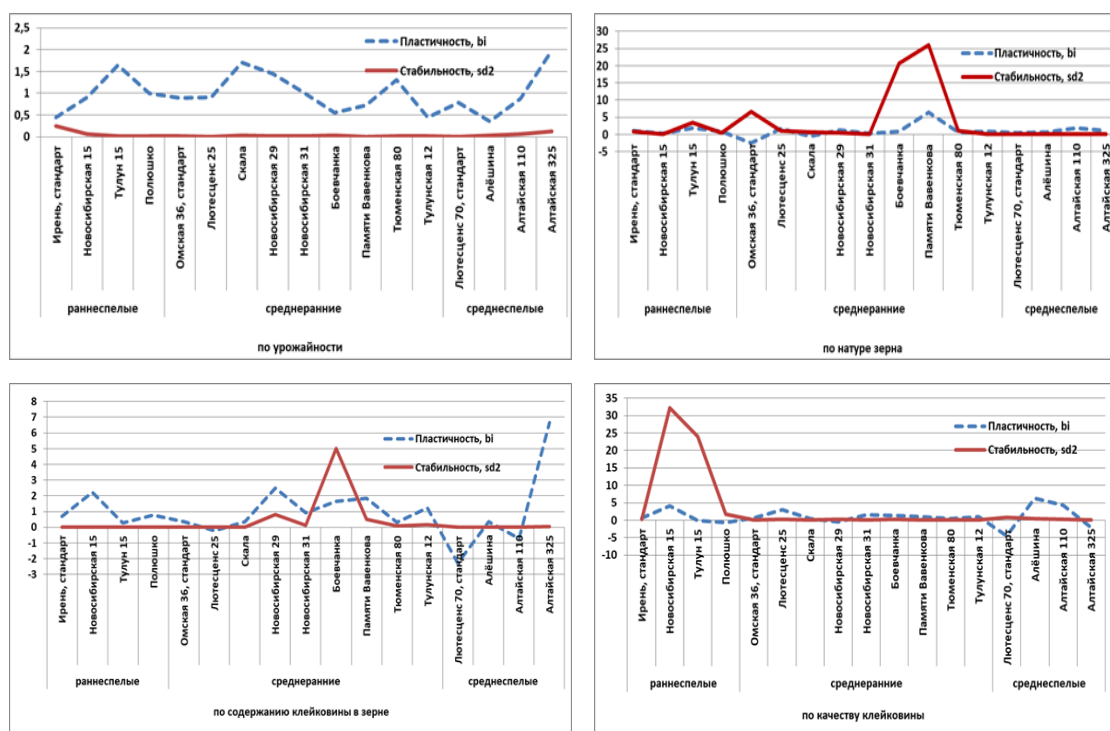 2,5
2
1,5
1
0,5
0
Пластичность, bi
Стабильность, sd2
Ирень, стандарт
Новосибирская 15
Тулун 15
Полюшко
Омская 36, стандарт
Лютесценс 25
Скала
Новосибирская 29
Новосибирская 31
Боевчанка
Памяти Вавенкова
Тюменская 80
Тулунская 12
Лютесценс 70, стандарт
Алёшина
Алтайская 110
Алтайская 325
раннеспелые
среднеранние
среднеспелые
по урожайности
30
25
20
15
10
5
0
-5
Пластичность, bi
Стабильность, sd2
Ирень, стандарт
Новосибирская 15
Тулун 15
Полюшко
Омская 36, стандарт
Лютесценс 25
Скала
Новосибирская 29
Новосибирская 31
Боевчанка
Памяти Вавенкова
Тюменская 80
Тулунская 12
Лютесценс 70, стандарт
Алёшина
Алтайская 110
Алтайская 325
раннеспелые
среднеранние
среднеспелые
по натуре зерна
8
7
6
5
4
3
2
1
0
-1
-2
-3
Пластичность, bi
Стабильность, sd2
Ирень, стандарт
Новосибирская 15
Тулун 15
Полюшко
Омская 36, стандарт
Лютесценс 25
Скала
Новосибирская 29
Новосибирская 31
Боевчанка
Памяти Вавенкова
Тюменская 80
Тулунская 12
Лютесценс 70, стандарт
Алёшина
Алтайская 110
Алтайская 325
раннеспелые
среднеранние
среднеспелые
по содержанию клейковины в зерне
35
30
25
20
15
10
5
0
-5
-10
Пластичность, bi
Стабильность, sd2
Ирень, стандарт
Новосибирская 15
Тулун 15
Полюшко
Омская 36, стандарт
Лютесценс 25
Скала
Новосибирская 29
Новосибирская 31
Боевчанка
Памяти Вавенкова
Тюменская 80
Тулунская 12
Лютесценс 70, стандарт
Алёшина
Алтайская 110
Алтайская 325
раннеспелые
среднеранние
среднеспелые
по качеству клейковины